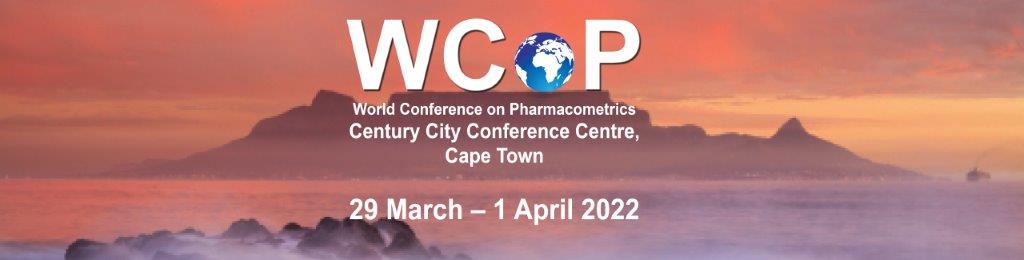 WCOP
World Conference on Pharmacometrics
Century City Conference Centre,
Cape Town
29 March – 1 April 2022